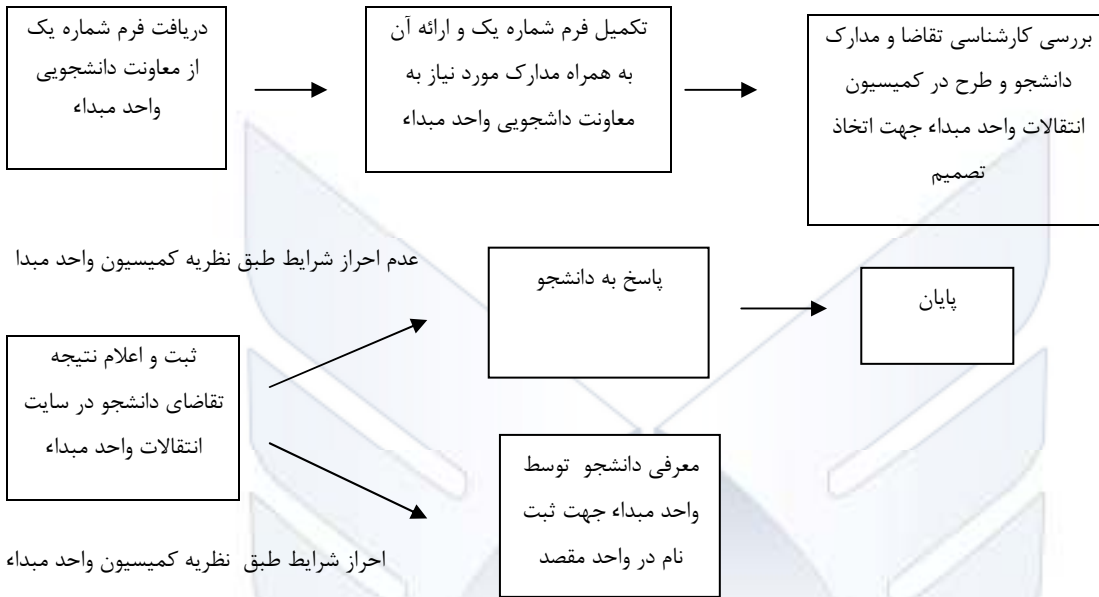 دریافت فرم شماره یک
از معاونت دانشجویی
واحد مبداء
تکمیل فرم شماره یک و ارائه آن
به همراه مدارک مورد نیاز به
معاونت داشجویی واحد مبداء
بررسی کارشناسی تقاضا و مدارک
دانشجو و طرح در کمیسیون
انتقالات واحد مبداء جهت اتخاذ
تصمیم
عدم احراز شرایط طبق نظریه کمیسیون واحد مبدا
پاسخ به دانشجو
پایان
ثبت و اعلام نتیجه
تقاضای دانشجو در سایت
انتقالات واحد مبداء
معرفی دانشجو توسط
واحد مبداء جهت ثبت
نام در واحد مقصد
احراز شرایط طبق نظریه کمیسیون واحد مبداء